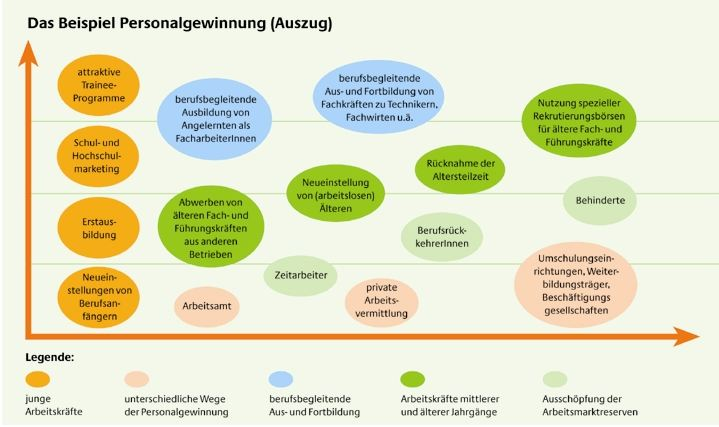 Das Beispiel Personalgewinnung (Auszug)
attraktive
Trainee-
Programme
berufsbegleitende
Ausbildung von
Angelernten als
FacharbeiterInnen
berufsbegleitende
Aus- und Fortbildung von
Fachkräften zu Technikern,
Fachwirten u.ä.
Nutzung spezieller
Rekrutierungsbörsen
für ältere Fach- und
Führungskräfte
Schul- und
Hochschul-
marketing
Neueinstellung
von (arbeitslosen)
Älteren
Rücknahme der
Altersteilzeit
Behinderte
Erstaus-
bildung
Abwerben von
älteren Fach- und
Führungskräften
aus anderen
Betrieben
BerufsrückkehrerInnen
Neuein-
stellungen von
Berufsan-
fängern
Arbeitsamt
Zeitarbeiter
private
Arbeits-
vermittlung
Umschulungsein-
richtungen, Weiter-
bildungsträger,
Beschäftigungs
gesellschaften
Legende:
junge
Arbeitskräfte
unterschiedliche Wege
der Personalgewinnung
berufsbegleitende
Aus- und Fortbildung
Arbeitskräfte mittlerer
und älterer Jahrgänge
Ausschöpfung der
Arbeitsmarktreserven